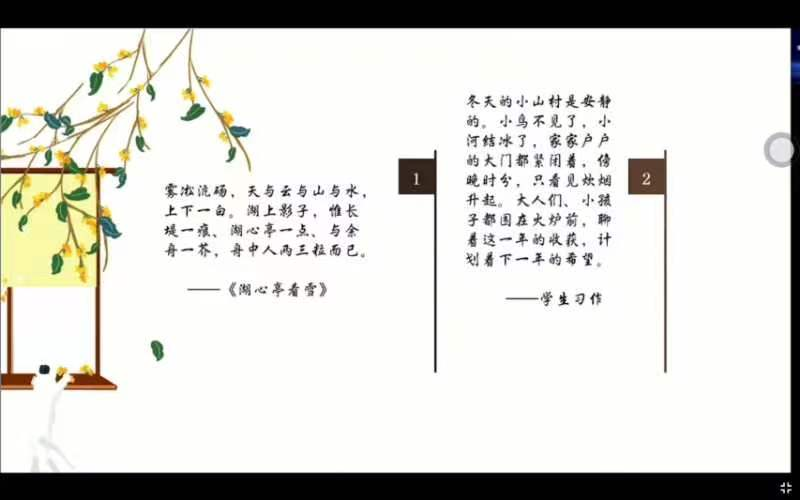 雾凇沆砀，天与云与山与水，
上下一白。湖上影子，惟长
堤一痕、湖心亭一点、与余
舟一芥，舟中人两三粒而已。
——《湖心亭看雪》
1
冬天的小山村是安静
的。小鸟不见了，小
河结冰了，家家户户
的大门都紧闭着，傍
晚时分，只看见炊烟
升起。大人们、小孩
子都围在火炉前，聊
着这一年的收获，计
划着下一年的希望。
——学生习作
2